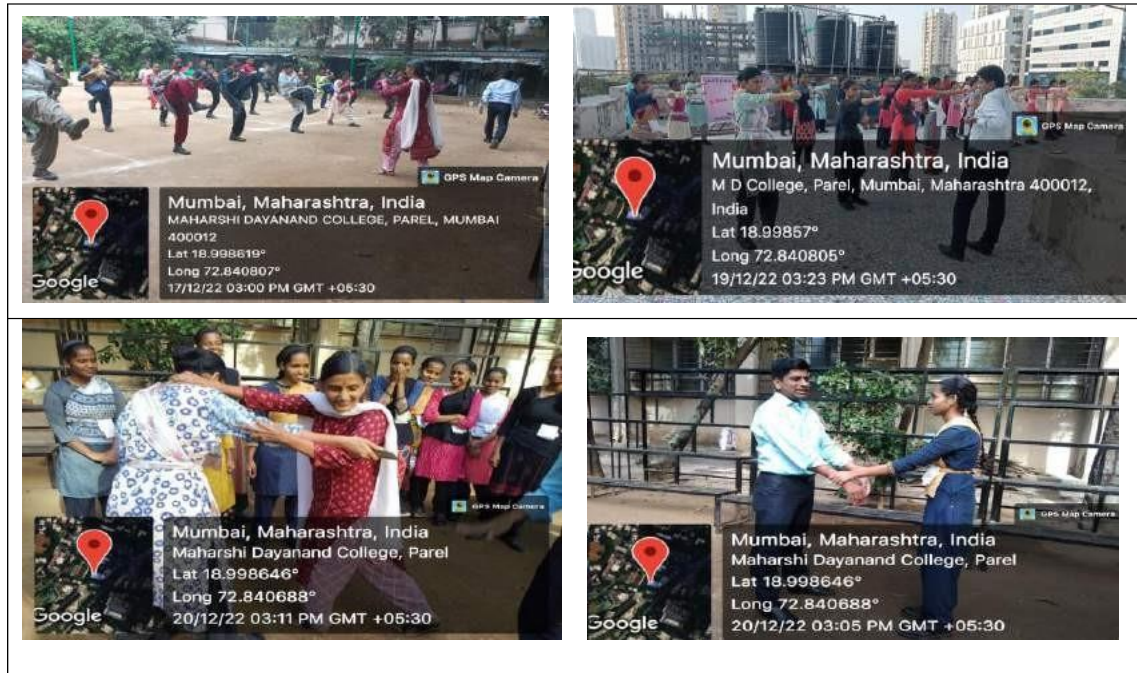 GPS Map Camera
Mumbai, Maharashtra, India
MAHARSHI DAYANAND COLLEGE, PAREL, MUMBAI
400012
Lat 18.998619°
Long 72.840807°
17/12/22 03:00 PM GMT +05:30
Google
GPS Map Camera
Mumbai, Maharashtra, India
M D College, Parel, Mumbai, Maharashtra 400012,
India
Lat 18.99857°
Long 72.840805°
19/12/22 03:23 PM GMT +05:30
Google
GPS Map Camera
Mumbai, Maharashtra, India
Maharshi Dayanand College, Parel
Lat 18.998646°
Long 72.840688°
20/12/22 03:11 PM GMT +05:30
Google
GPS Map Camera
Mumbai, Maharashtra, India
Maharshi Dayanand College, Parel
Lat 18.998646°
Long 72.840688°
20/12/22 03:05 PM GMT +05:30
Google